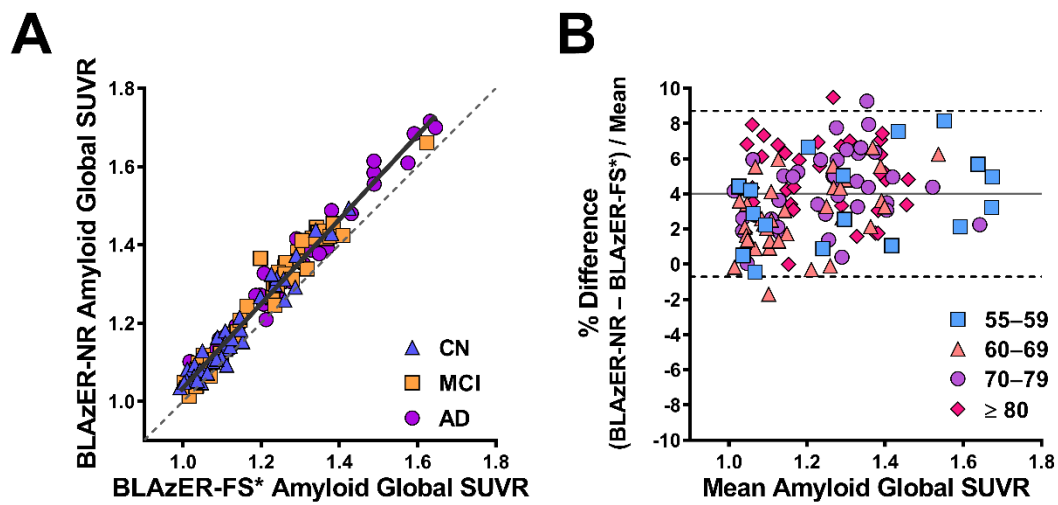 A
BLAzER-NR Amyloid Global SUVR
1.8
1.6
1.4
1.2
1.0
CN
MCI
AD
1.0 1.2 1.4 1.6 1.8
BLAzER-FS* Amyloid Global SUVR
B
% Difference
(BLAzER-NR – BLAzER-FS*) / Mean
10
8
6
4
2
0
-2
-4
-6
-8
-10
55–59
60–69
70–79
≥ 80
1.0 1.2 1.4 1.6 1.8
Mean Amyloid Global SUVR